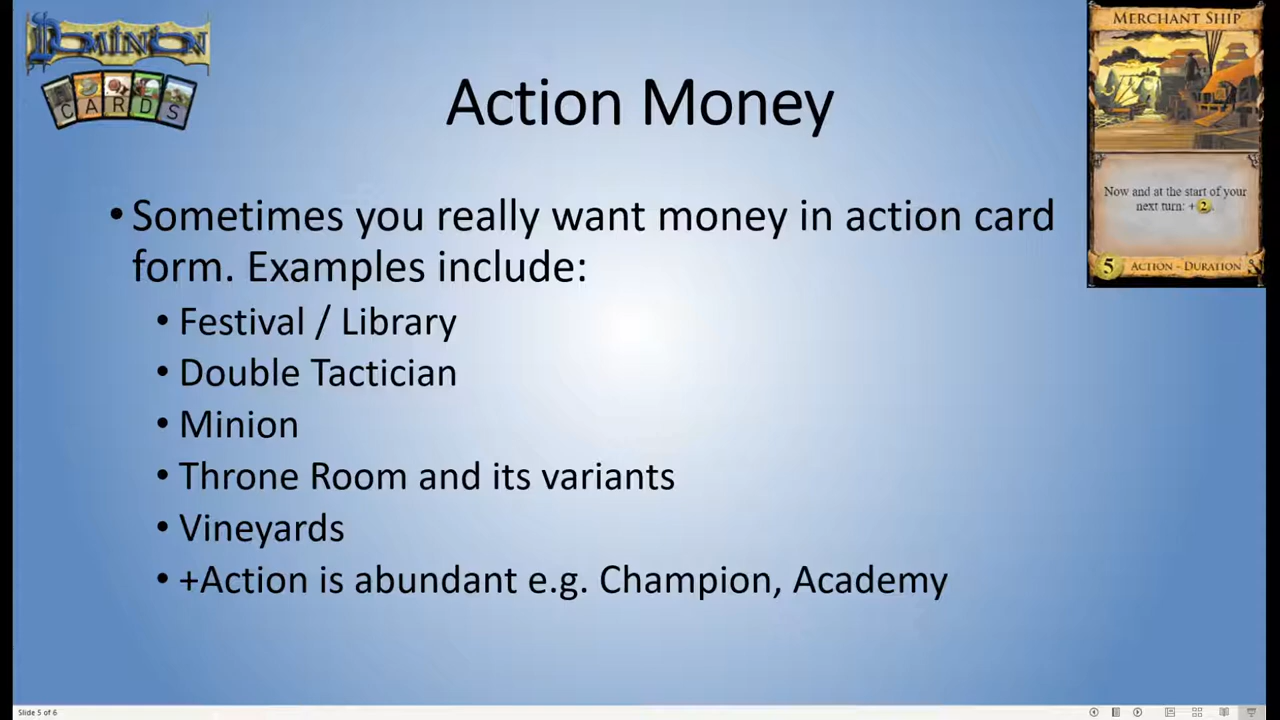 DOMINION
CARDS
MERCHANT SHIP
Action Money
Now and at the start of your
next turn: +2.
5 ACTION – DURATION
• Sometimes you really want money in action card
form. Examples include:
• Festival / Library
• Double Tactician
• Minion
• Throne Room and its variants
• Vineyards
• +Action is abundant e.g. Champion, Academy
Slide 5 of 6